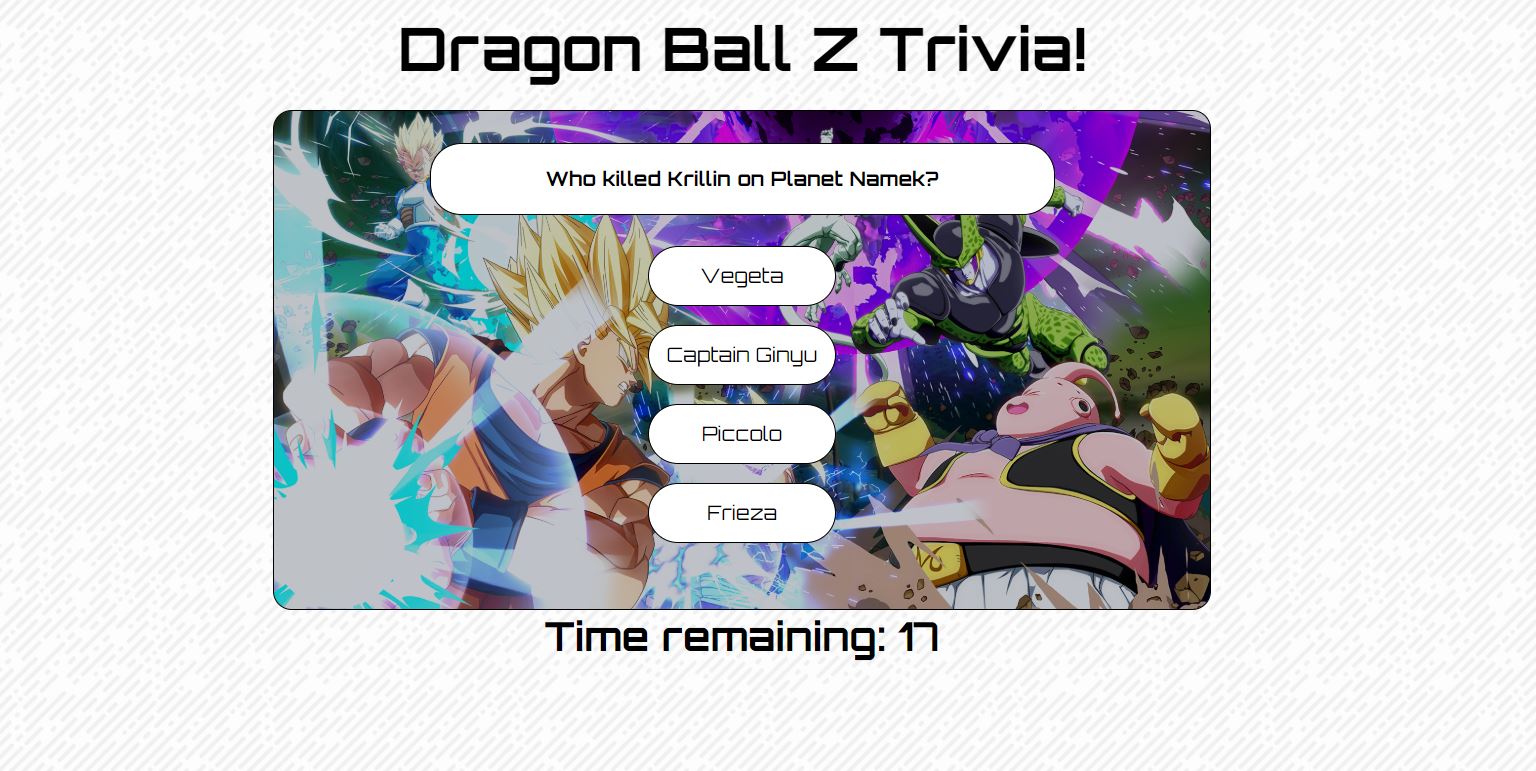 Dragon Ball Z Trivia!
Who killed Krillin on Planet Namek?
Vegeta
Captain Ginyu
Piccolo
Frieza
Time remaining: 17